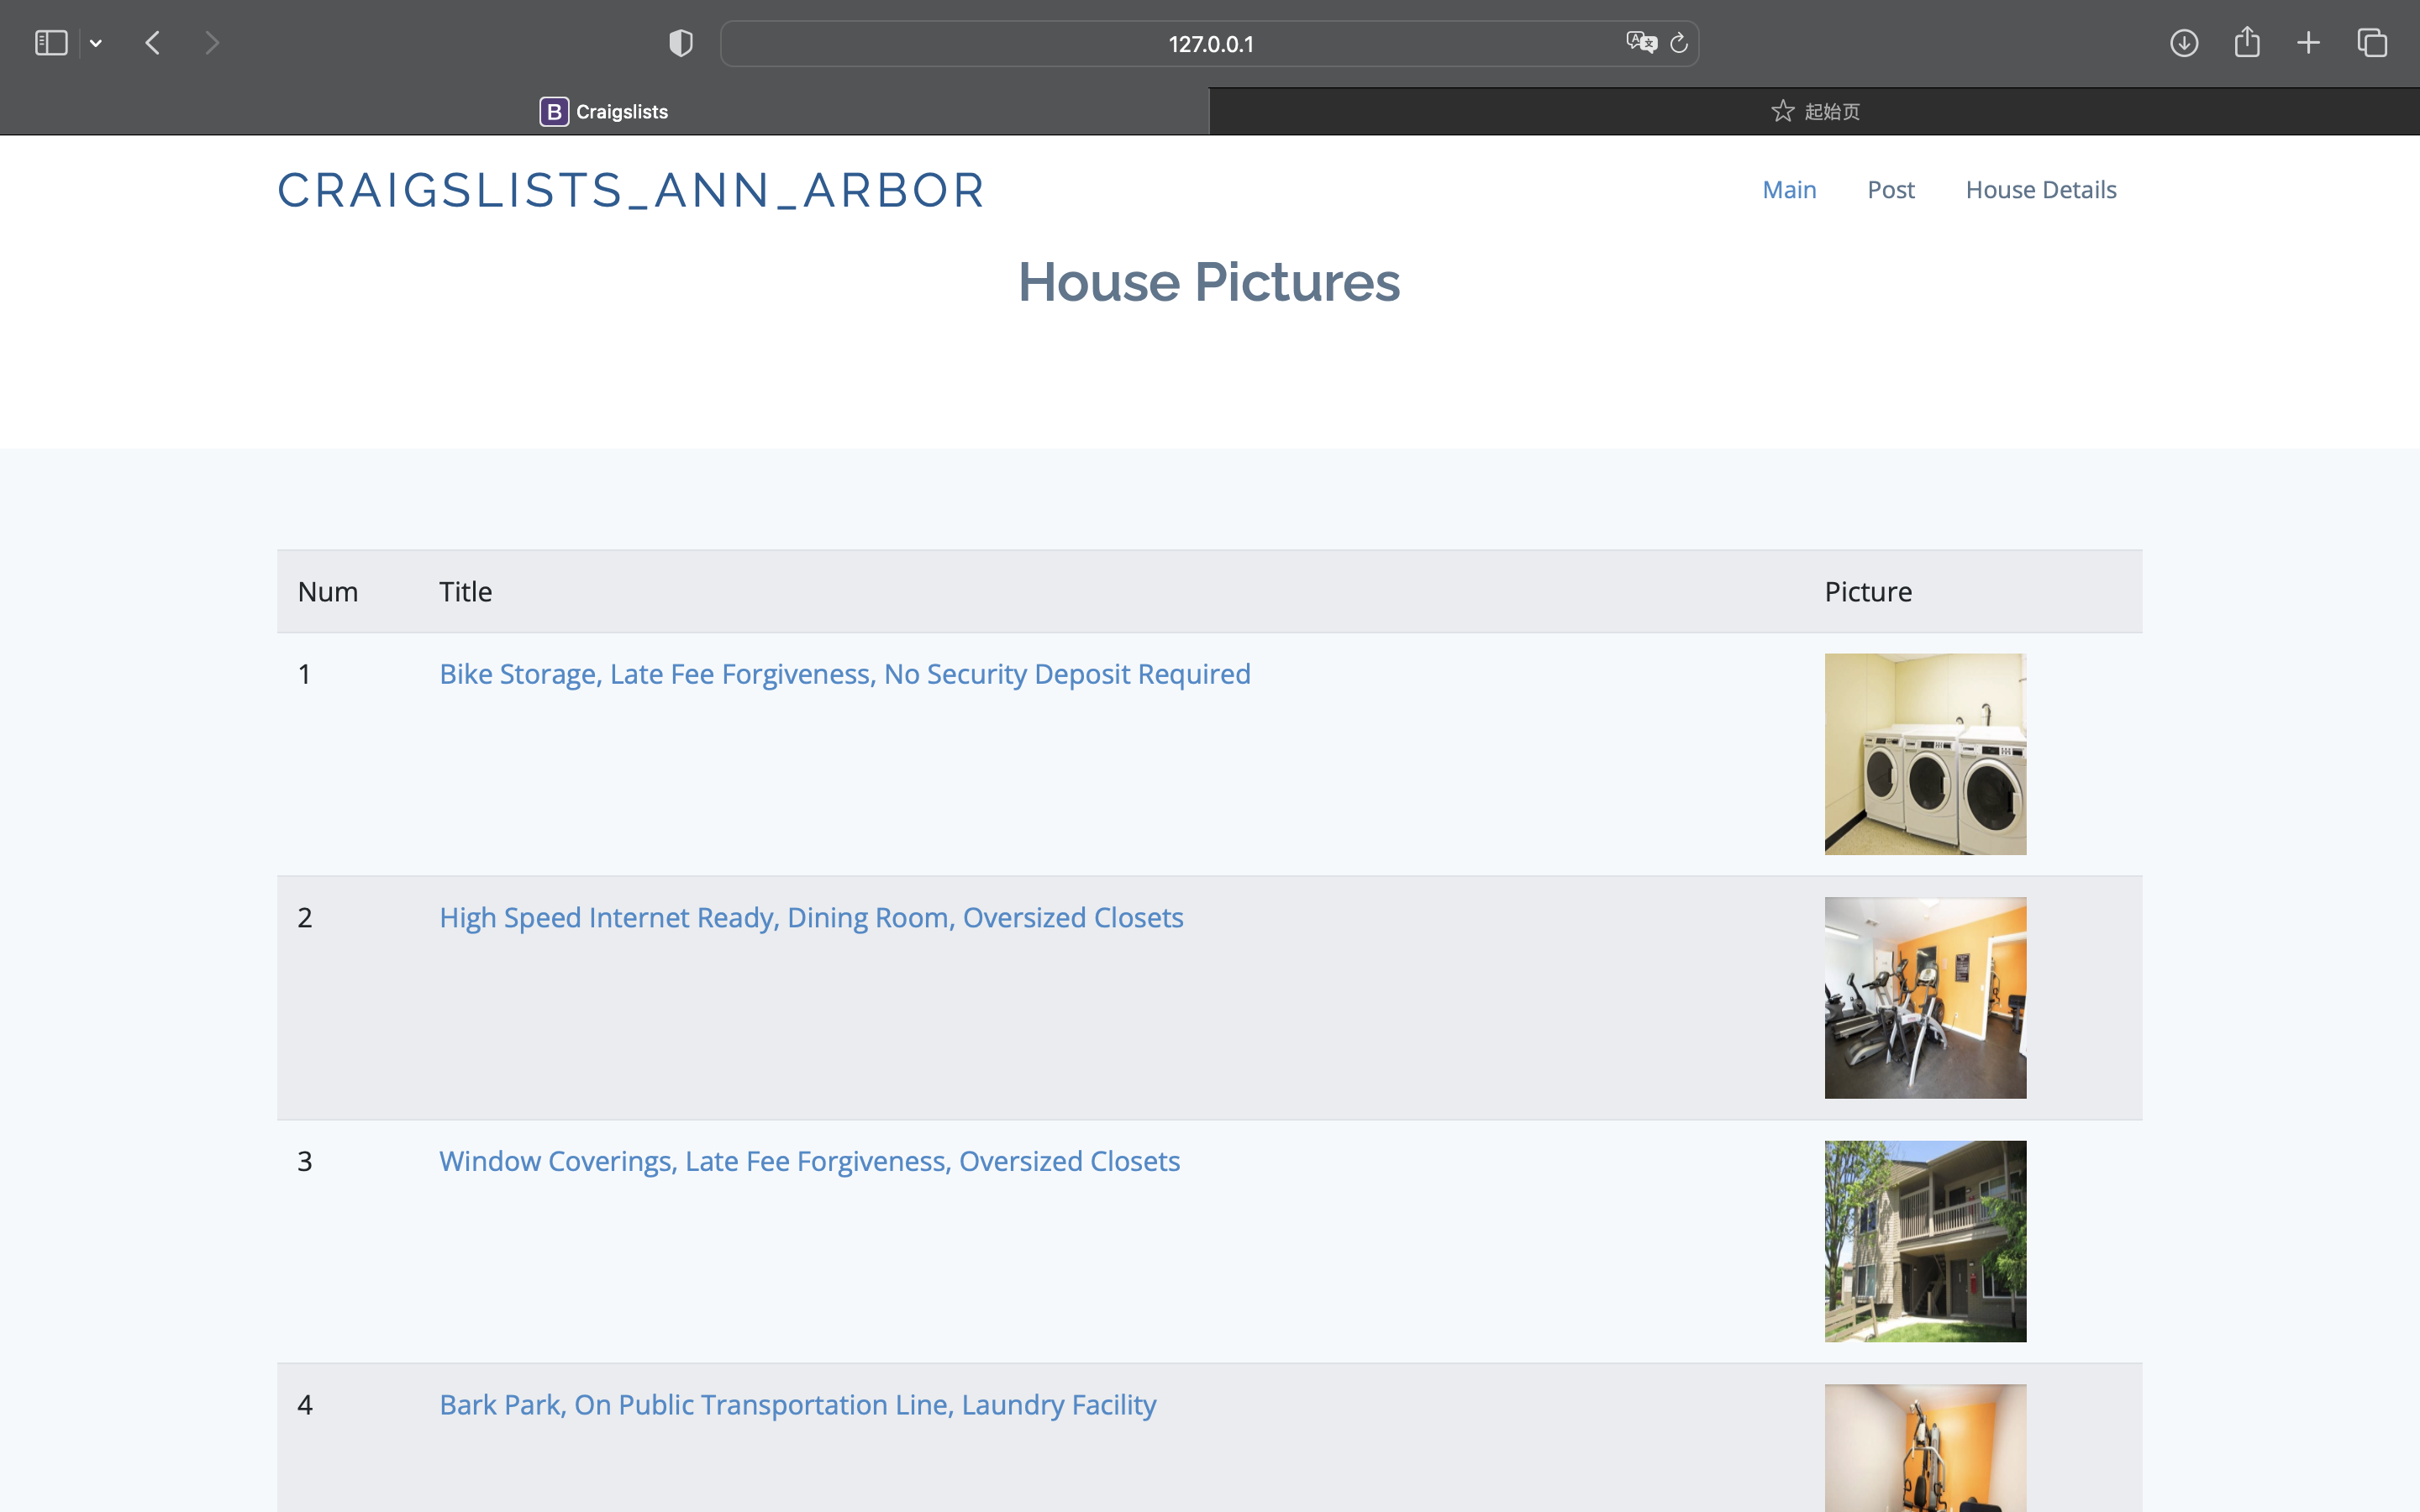 127.0.0.1
B Craigslists
起始页
CRAIGSLISTS_ANN_ARBOR
Main Post House Details
House Pictures
Num Title Picture
1 Bike Storage, Late Fee Forgiveness, No Security Deposit Required
2 High Speed Internet Ready, Dining Room, Oversized Closets
3 Window Coverings, Late Fee Forgiveness, Oversized Closets
4 Bark Park, On Public Transportation Line, Laundry Facility